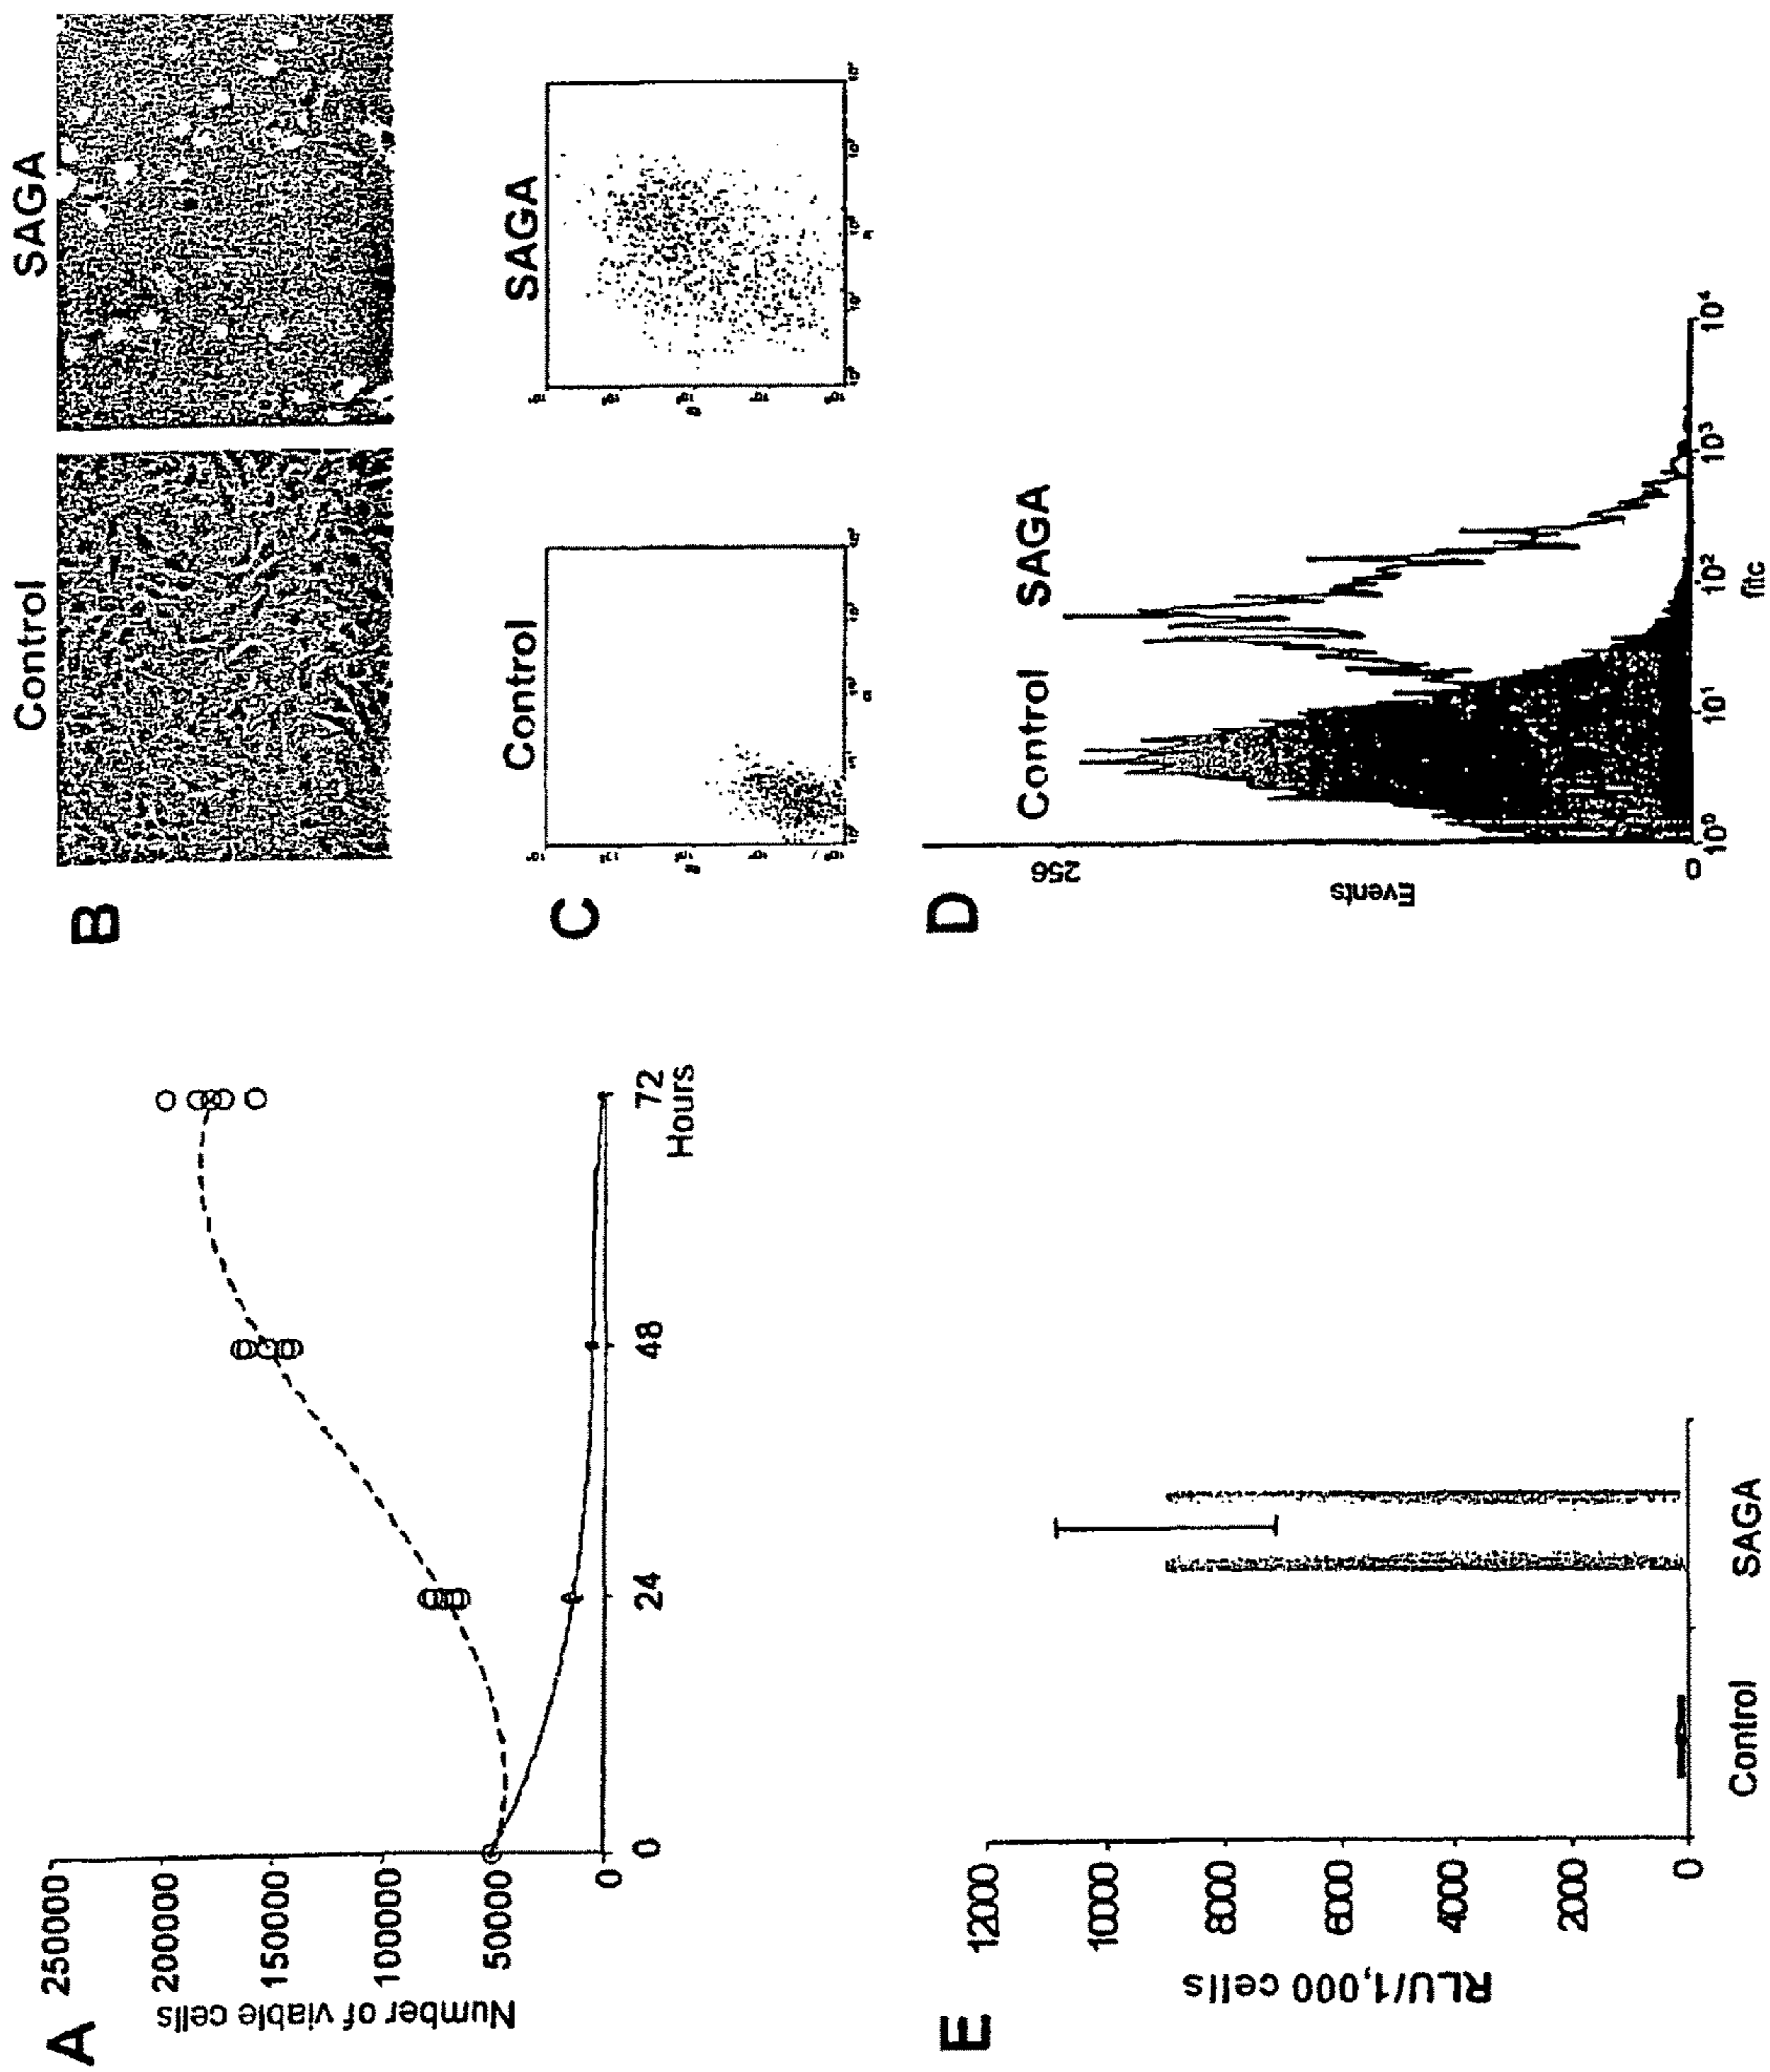 A
250000
200000
150000
100000
50000
0
Number of viable cells
0
24
48
72
Hours
B
Control
SAGA
C
Control
SAGA
D
Control
SAGA
256
Events
0
10⁰
10¹
10²
10³
10⁴
fitc
E
12000
10000
8000
6000
4000
2000
0
RLU/1,000 cells
Control
SAGA